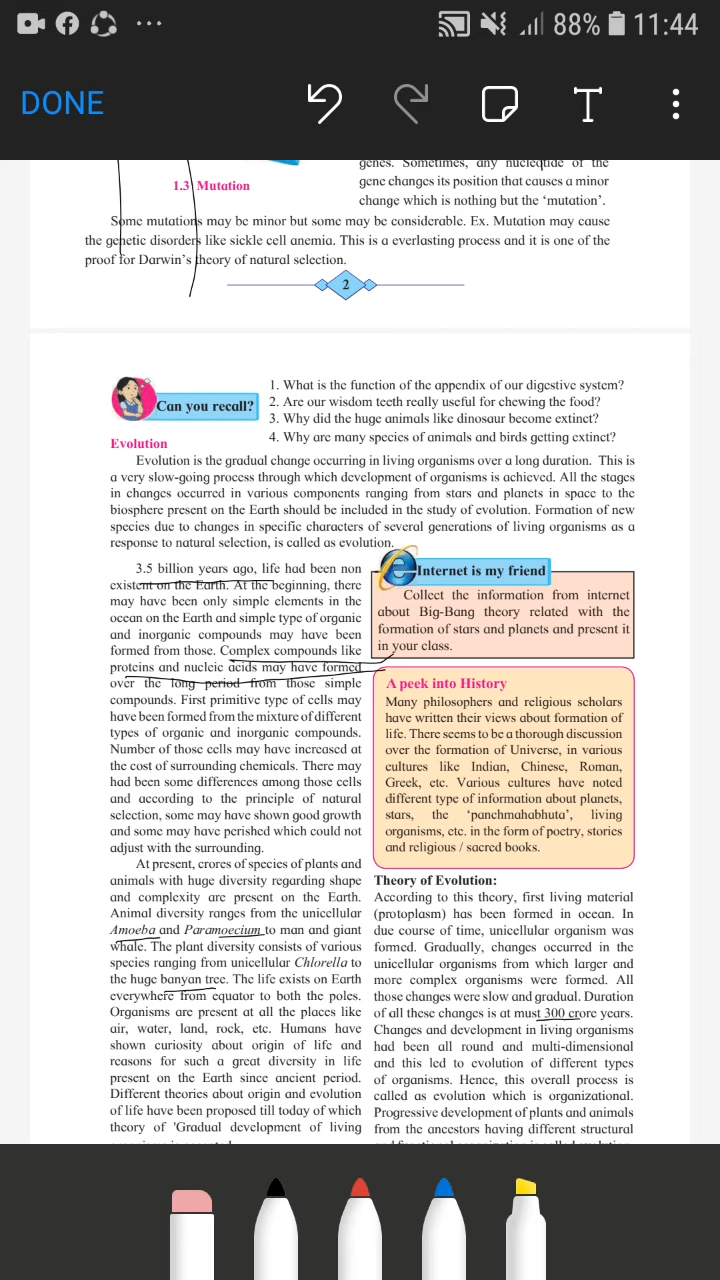 88% 11:44
DONE
T
genes. Sometimes, any nucleqtide of the
1.3 Mutation
gene changes its position that causes a minor
change which is nothing but the ‘mutation’.
Some mutations may be minor but some may be considerable. Ex. Mutation may cause
the genetic disorders like sickle cell anemia. This is a everlasting process and it is one of the
proof for Darwin’s theory of natural selection.
2
Can you recall?
1. What is the function of the appendix of our digestive system?
2. Are our wisdom teeth really useful for chewing the food?
3. Why did the huge animals like dinosaur become extinct?
4. Why are many species of animals and birds getting extinct?
Evolution
Evolution is the gradual change occurring in living organisms over a long duration. This is
a very slow-going process through which development of organisms is achieved. All the stages
in changes occurred in various components ranging from stars and planets in space to the
biosphere present on the Earth should be included in the study of evolution. Formation of new
species due to changes in specific characters of several generations of living organisms as a
response to natural selection, is called as evolution.
3.5 billion years ago, life had been non
existent on the Earth. At the beginning, there
may have been only simple elements in the
ocean on the Earth and simple type of organic
and inorganic compounds may have been
formed from those. Complex compounds like
proteins and nucleic acids may have formed
over the long period from those simple
compounds. First primitive type of cells may
have been formed from the mixture of different
types of organic and inorganic compounds.
Number of those cells may have increased at
the cost of surrounding chemicals. There may
had been some differences among those cells
and according to the principle of natural
selection, some may have shown good growth
and some may have perished which could not
adjust with the surrounding.
At present, crores of species of plants and
animals with huge diversity regarding shape
and complexity are present on the Earth.
Animal diversity ranges from the unicellular
Amoeba and Paramoecium to man and giant
whale. The plant diversity consists of various
species ranging from unicellular Chlorella to
the huge banyan tree. The life exists on Earth
everywhere from equator to both the poles.
Organisms are present at all the places like
air, water, land, rock, etc. Humans have
shown curiosity about origin of life and
reasons for such a great diversity in life
present on the Earth since ancient period.
Different theories about origin and evolution
of life have been proposed till today of which
theory of 'Gradual development of living
Internet is my friend
Collect the information from internet
about Big-Bang theory related with the
formation of stars and planets and present it
in your class.
A peek into History
Many philosophers and religious scholars
have written their views about formation of
life. There seems to be a thorough discussion
over the formation of Universe, in various
cultures like Indian, Chinese, Roman,
Greek, etc. Various cultures have noted
different type of information about planets,
stars, the ‘panchmahabhuta’, living
organisms, etc. in the form of poetry, stories
and religious / sacred books.
Theory of Evolution:
According to this theory, first living material
(protoplasm) has been formed in ocean. In
due course of time, unicellular organism was
formed. Gradually, changes occurred in the
unicellular organisms from which larger and
more complex organisms were formed. All
those changes were slow and gradual. Duration
of all these changes is at must 300 crore years.
Changes and development in living organisms
had been all round and multi-dimensional
and this led to evolution of different types
of organisms. Hence, this overall process is
called as evolution which is organizational.
Progressive development of plants and animals
from the ancestors having different structural